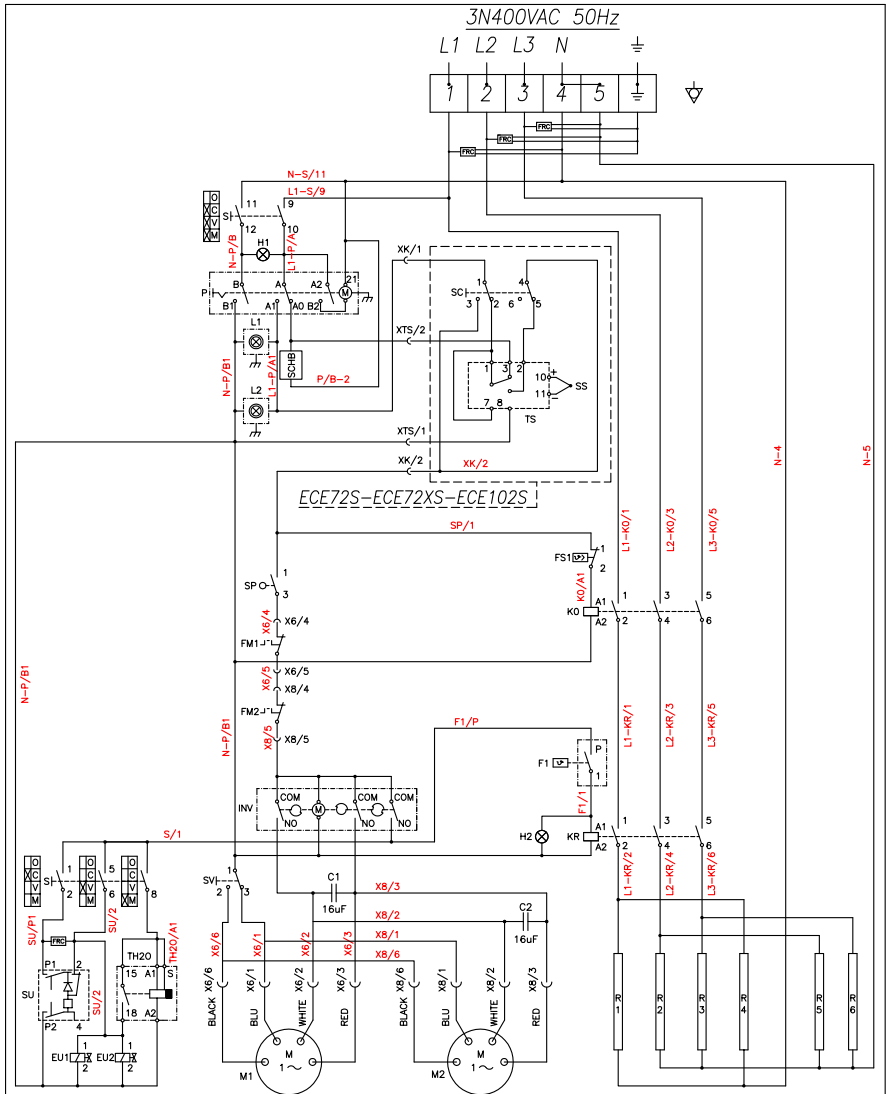 3N400VAC 50Hz
L1 L2 L3 N
1 2 3 4 5
FRC
FRC
FRC
N-S/11
L1-S/9
O
C
V
M
X
X
X
S
11
9
12
10
N-P/B
H1
L1-P/A
XK/1
P
B
A
A2
21
M
B1
A1
A0
B2
L1
SCHB
XTS/2
N-P/B1
L1-P/A1
P/B-2
L2
SC
1
4
3
2
6
5
1
3
2
10
+
SS
11
-
7
8
TS
XTS/1
XK/2
XK/2
ECE72S-ECE72XS-ECE102S
N-4
N-5
SP/1
L1-K0/1
L2-K0/3
L3-K0/5
FS1
1
2
K0/A1
SP
1
3
X6/4
X6/4
K0
A1
A2
1
3
5
2
4
6
FM1
X6/5
X6/5
X8/4
N-P/B1
N-P/B1
FM2
X8/5
X8/5
F1/P
L1-KR/1
L2-KR/3
L3-KR/5
F1
P
1
F1/1
INV
COM
COM
COM
M
NO
NO
NO
H2
KR
A1
A2
1
3
5
2
4
6
L1-KR/2
L2-KR/4
L3-KR/6
S/1
O
C
V
M
X
O
C
V
M
X
X
O
C
V
M
X
S
1
5
2
6
8
SV
1
2
3
C1
16uF
X8/3
X8/2
C2
16uF
X8/1
X8/6
SU/P1
SU/2
TH20/A1
FRC
X6/6
X6/1
X6/2
X6/3
P1
2
SU
P2
4
SU/2
TH20
15
A1
S
18
A2
X6/6
X6/1
X6/2
X6/3
X8/6
X8/1
X8/2
X8/3
BLACK
BLU
WHITE
RED
BLACK
BLU
WHITE
RED
R1
R2
R3
R4
R5
R6
EU1
1
2
EU2
1
2
M1
M
1~
M2
M
1~